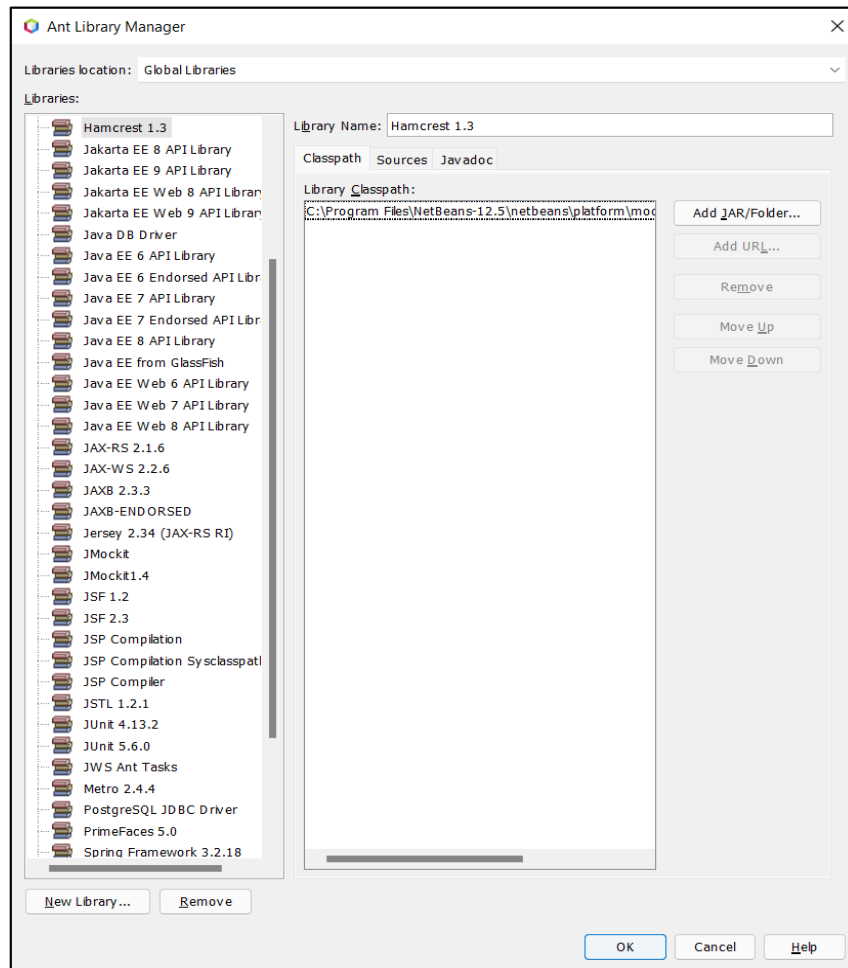 Ant Library Manager
Libraries location: Global Libraries
Libraries:
Hamcrest 1.3
Jakarta EE 8 API Library
Jakarta EE 9 API Library
Jakarta EE Web 8 API Library
Jakarta EE Web 9 API Library
Java DB Driver
Java EE 6 API Library
Java EE 6 Endorsed API Libr
Java EE 7 API Library
Java EE 7 Endorsed API Libr
Java EE 8 API Library
Java EE from GlassFish
Java EE Web 6 API Library
Java EE Web 7 API Library
Java EE Web 8 API Library
JAX-RS 2.1.6
JAX-WS 2.2.6
JAXB 2.3.3
JAXB-ENDORSED
Jersey 2.34 (JAX-RS RI)
JMockit
JMockit1.4
JSF 1.2
JSF 2.3
JSP Compilation
JSP Compilation Sysclasspath
JSP Compiler
JSTL 1.2.1
JUnit 4.13.2
JUnit 5.6.0
JWS Ant Tasks
Metro 2.4.4
PostgreSQL JDBC Driver
PrimeFaces 5.0
Spring Framework 3.2.18
New Library...
Remove
Library Name: Hamcrest 1.3
Classpath Sources Javadoc
Library Classpath:
C:\Program Files\NetBeans-12.5\netbeans\platform\mod
Add JAR/Folder...
Add URL...
Remove
Move Up
Move Down
OK
Cancel
Help